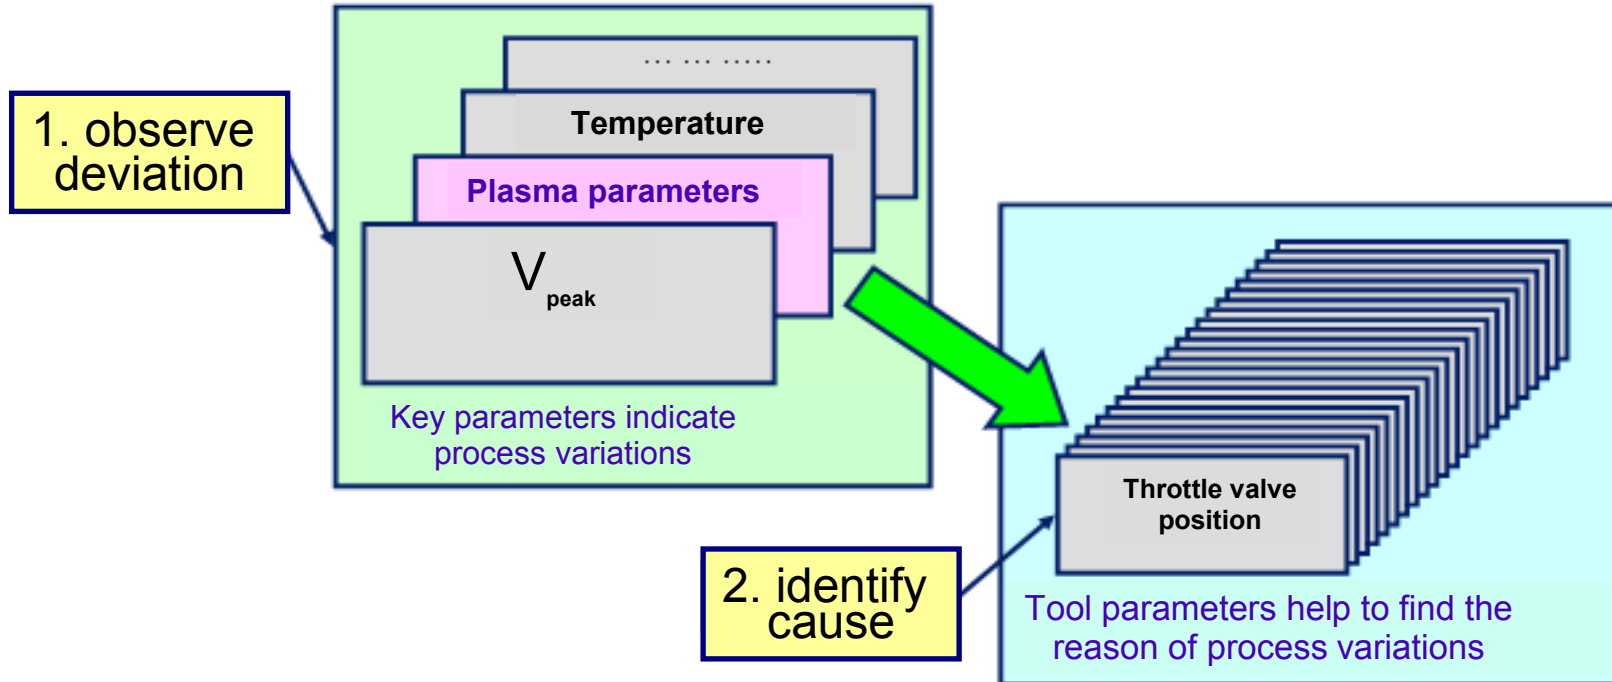 1. observe
deviation
... ... .....
Temperature
Plasma parameters
V peak
Key parameters indicate
process variations
Throttle valve
position
2. identify
cause
Tool parameters help to find the
reason of process variations